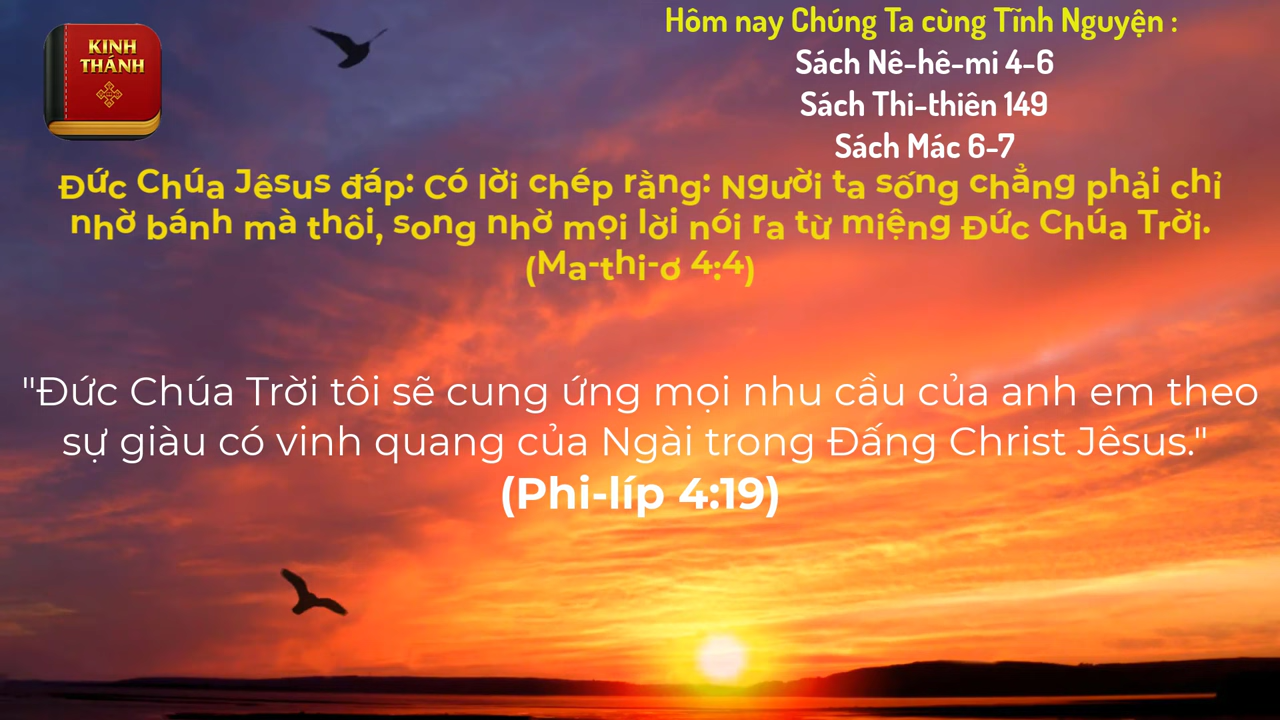 KINH
THÁNH
Hôm nay Chúng Ta cùng Tĩnh Nguyện :
Sách Nê-hê-mi 4-6
Sách Thi-thiên 149
Sách Mác 6-7
Đức Chúa Jêsus đáp: Có lời chép rằng: Người ta sống chẳng phải chỉ
nhờ bánh mà thôi, song nhờ mọi lời nói ra từ miệng Đức Chúa Trời.
(Ma-thi-ơ 4:4)
"Đức Chúa Trời tôi sẽ cung ứng mọi nhu cầu của anh em theo
sự giàu có vinh quang của Ngài trong Đấng Christ Jêsus."
(Phi-líp 4:19)